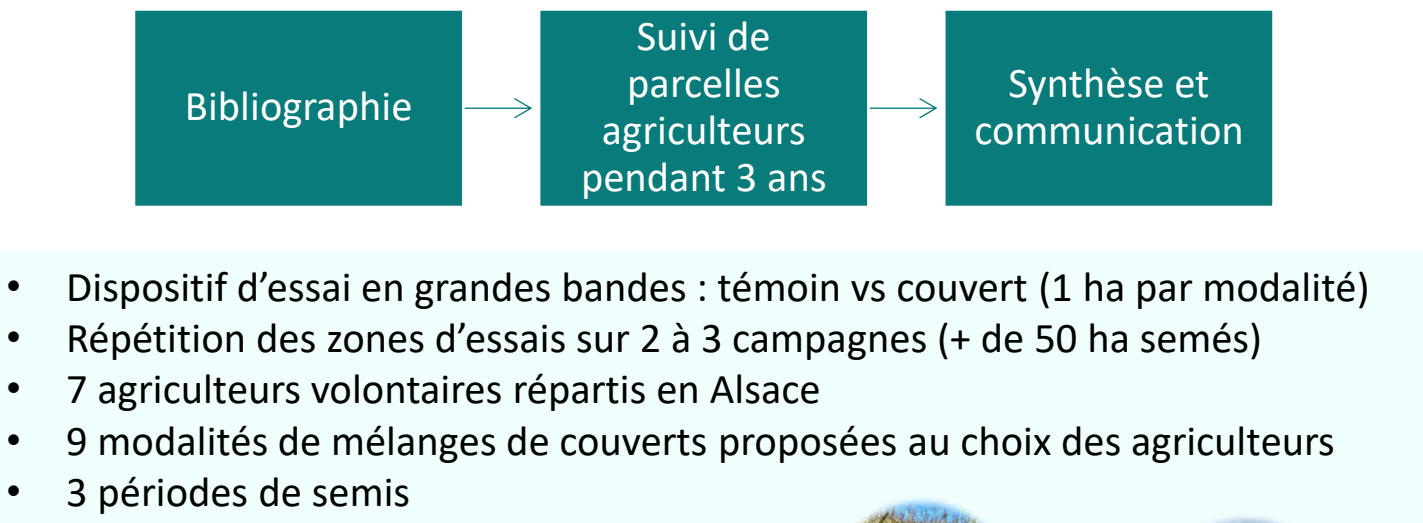 Bibliographie
Suivi de
parcelles
agriculteurs
pendant 3 ans
Synthèse et
communication
• Dispositif d’essai en grandes bandes : témoin vs couvert (1 ha par modalité)
• Répétition des zones d’essais sur 2 à 3 campagnes (+ de 50 ha semés)
• 7 agriculteurs volontaires répartis en Alsace
• 9 modalités de mélanges de couverts proposées au choix des agriculteurs
• 3 périodes de semis